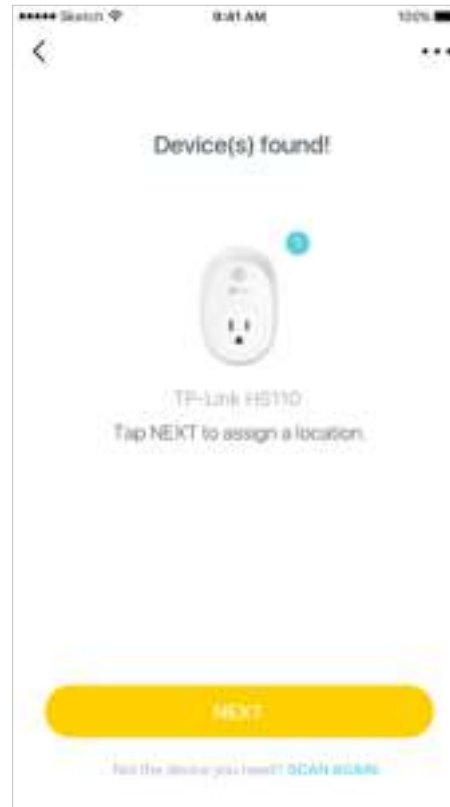 Sketch 9:41 AM 100%
Device(s) found!
1
TP-Link HS110
Tap NEXT to assign a location.
NEXT
Not the device you need? SCAN AGAIN.